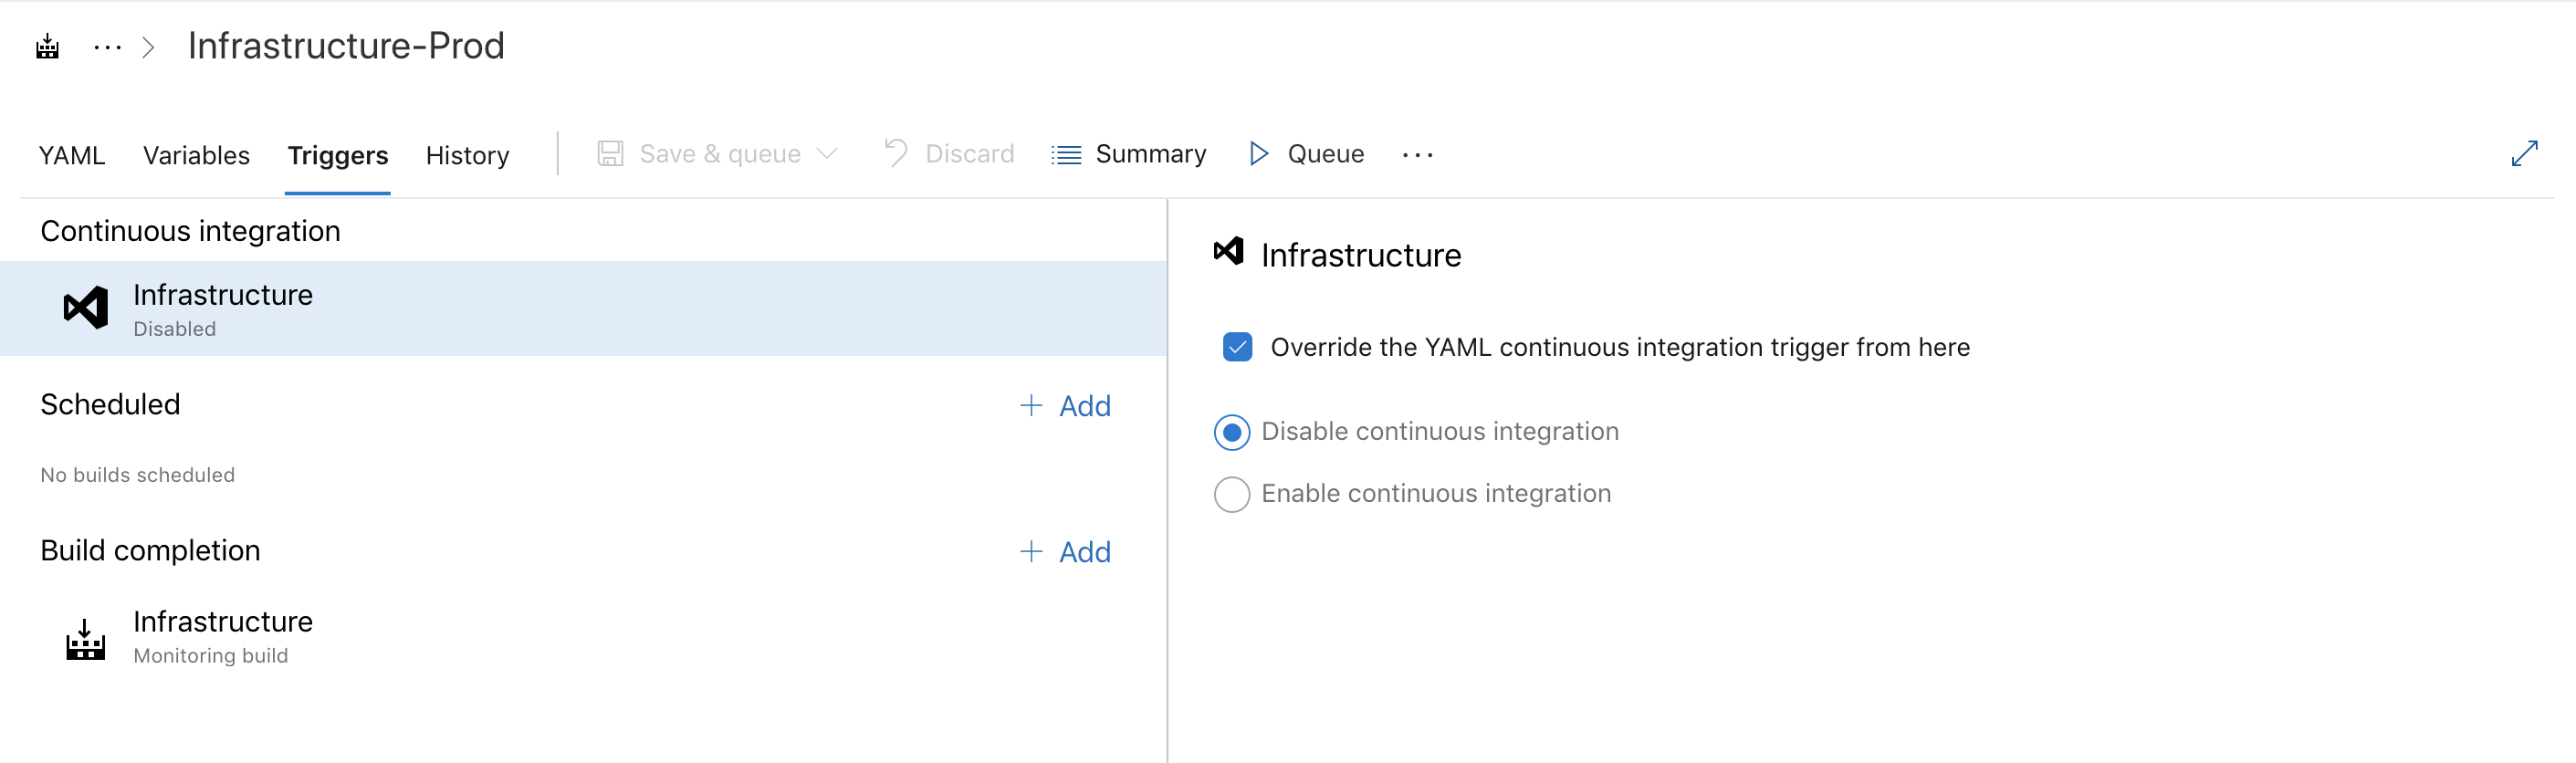 Infrastructure-Prod
YAML Variables Triggers History Save & queue Discard Summary Queue
Continuous integration
Infrastructure
Disabled
Scheduled + Add
No builds scheduled
Build completion + Add
Infrastructure
Monitoring build
Infrastructure
Override the YAML continuous integration trigger from here
Disable continuous integration
Enable continuous integration